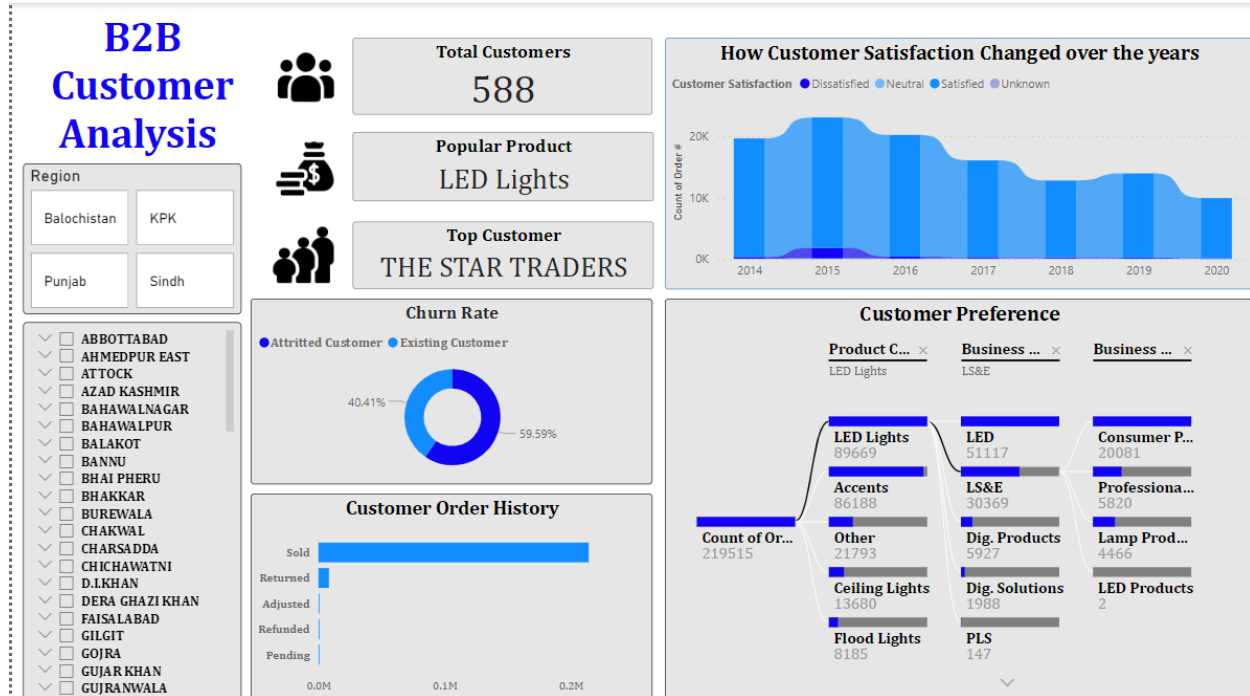 B2B
Customer
Analysis
Region
Balochistan
KPK
Punjab
Sindh
ABBOTTABAD
AHMEDPUR EAST
ATTOCK
AZAD KASHMIR
BAHAWALNAGAR
BAHAWALPUR
BALAKOT
BANNU
BHAI PHERU
BHAKKAR
BUREWALA
CHAKWAL
CHARSADDA
CHICHAWATNI
D.I.KHAN
DERA GHAZI KHAN
FAISALABAD
GILGIT
GOJRA
GUJAR KHAN
GUJRANWALA
Total Customers
588
Popular Product
LED Lights
Top Customer
THE STAR TRADERS
Churn Rate
Attritted Customer Existing Customer
40.41%
59.59%
Customer Order History
Sold
Returned
Adjusted
Refunded
Pending
0.0M 0.1M 0.2M
How Customer Satisfaction Changed over the years
Customer Satisfaction Dissatisfied Neutral Satisfied Unknown
Count of Order #
20K
10K
0K
2014 2015 2016 2017 2018 2019 2020
Customer Preference
Product C... Business ... Business ...
LED Lights LS&E
Count of Or...
219515
LED Lights
89669
Accents
86188
Other
21793
Ceiling Lights
13680
Flood Lights
8185
LED
51117
LS&E
30369
Dig. Products
5927
Dig. Solutions
1988
PLS
147
Consumer P...
20081
Professiona...
5820
Lamp Prod...
4466
LED Products
2